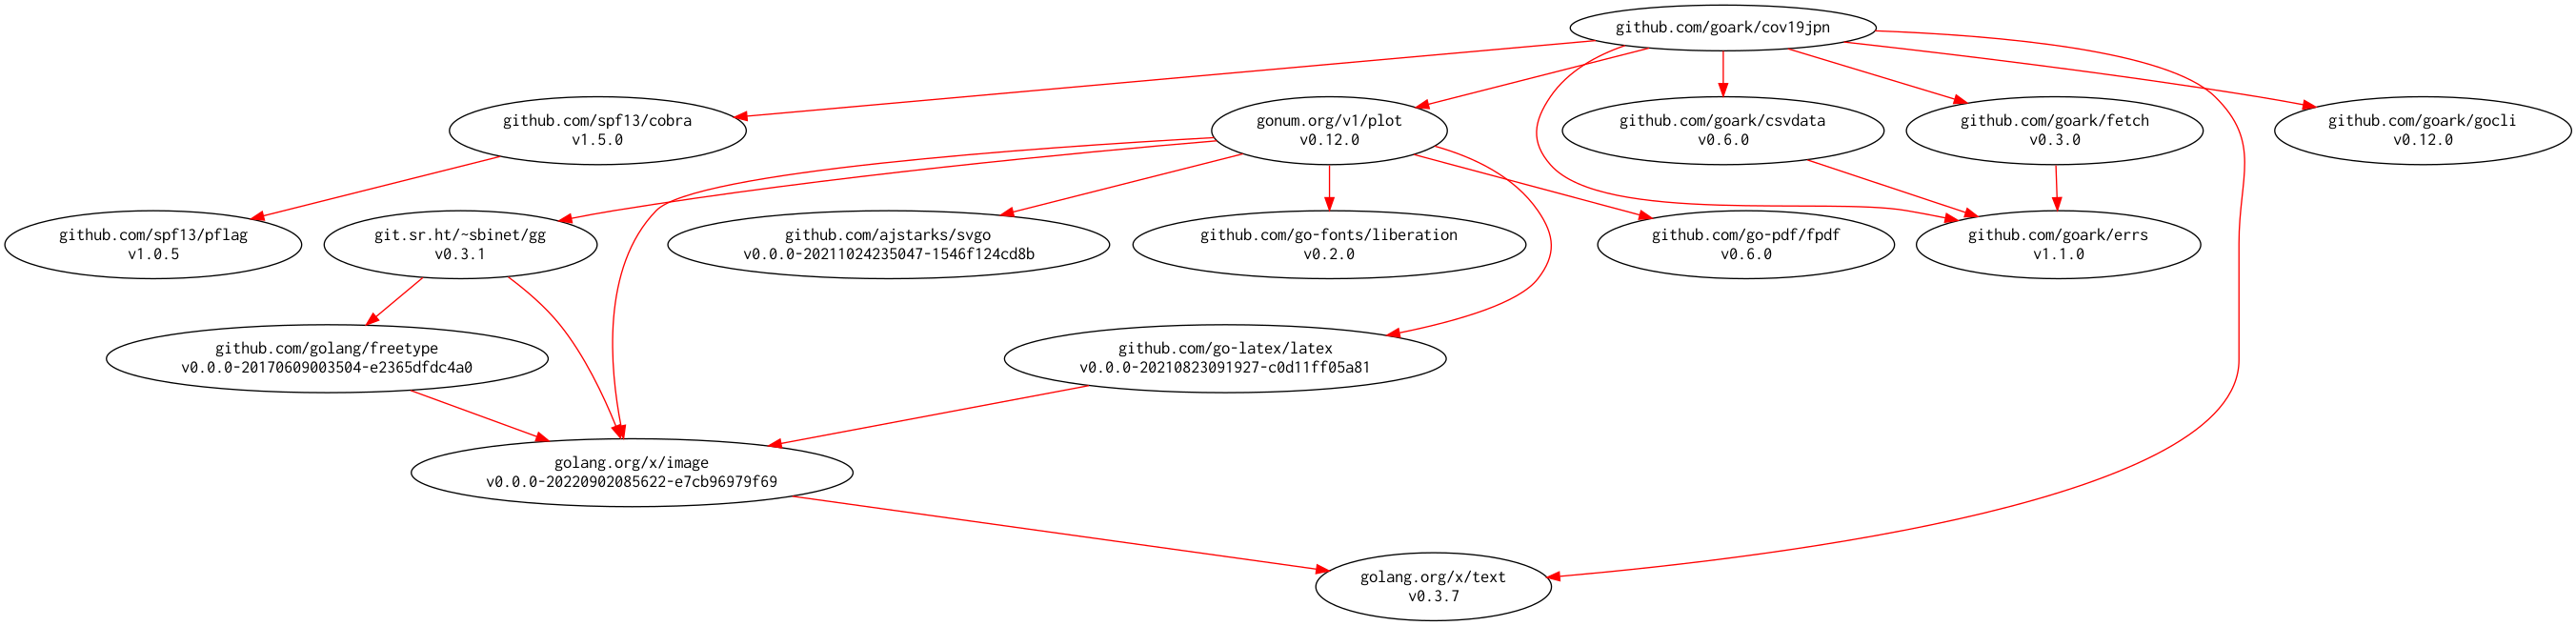 github.com/goark/cov19jpn
github.com/spf13/cobra
v1.5.0
gonum.org/v1/plot
v0.12.0
github.com/goark/csvdata
v0.6.0
github.com/goark/fetch
v0.3.0
github.com/goark/gocli
v0.12.0
github.com/spf13/pflag
v1.0.5
git.sr.ht/~sbinet/gg
v0.3.1
github.com/ajstarks/svgo
v0.0.0-20211024235047-1546f124cd8b
github.com/go-fonts/liberation
v0.2.0
github.com/go-pdf/fpdf
v0.6.0
github.com/goark/errs
v1.1.0
github.com/golang/freetype
v0.0.0-20170609003504-e2365dfdc4a0
github.com/go-latex/latex
v0.0.0-20210823091927-c0d11ff05a81
golang.org/x/image
v0.0.0-20220902085622-e7cb96979f69
golang.org/x/text
v0.3.7